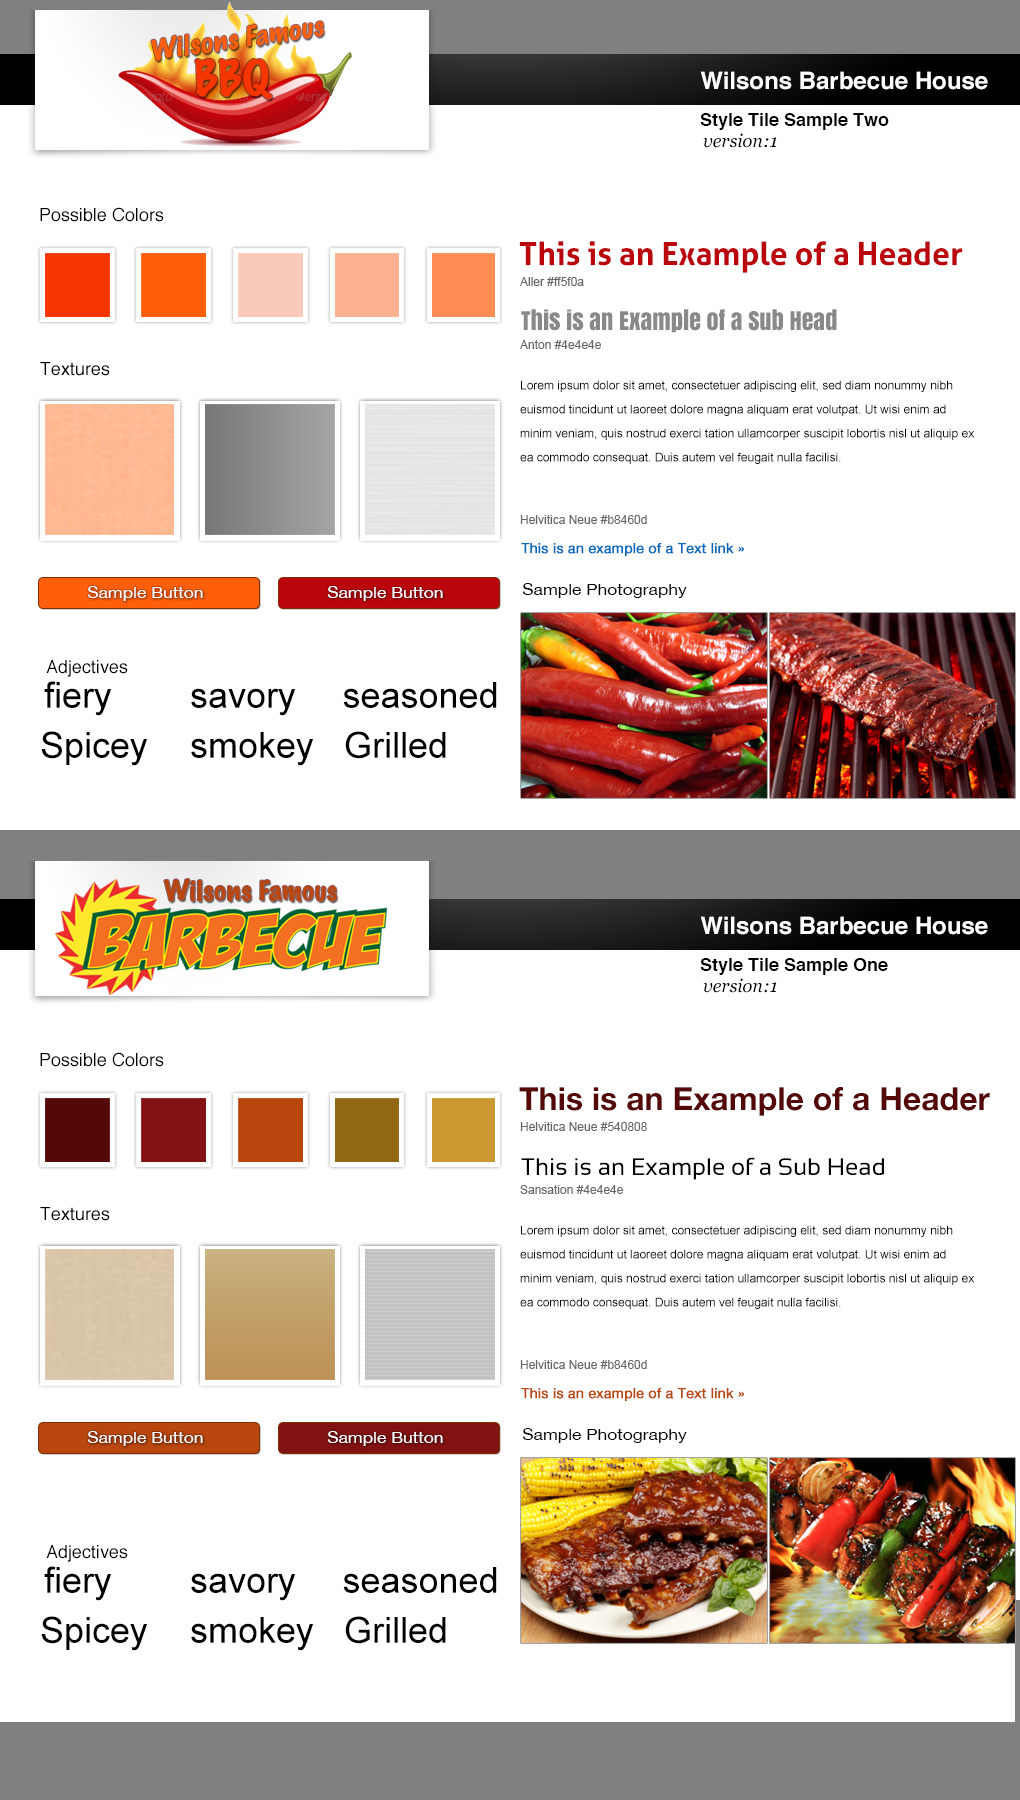 Wilsons Famous
BBQ
Wilsons Barbecue House
Style Tile Sample Two
version:1
Possible Colors
This is an Example of a Header
Aller #ff5f0a
This is an Example of a Sub Head
Anton #4e4e4e
Textures
Lorem ipsum dolor sit amet, consectetuer adipiscing elit, sed diam nonummy nibh
euismod tincidunt ut laoreet dolore magna aliquam erat volutpat. Ut wisi enim ad
minim veniam, quis nostrud exerci tation ullamcorper suscipit lobortis nisl ut aliquip ex
ea commodo consequat. Duis autem vel feugait nulla facilisi.
Helvitica Neue #b8460d
This is an example of a Text link »
Sample Button
Sample Button
Sample Photography
Adjectives
fiery savory seasoned
Spicey smokey Grilled
Wilsons Famous
BARBECUE
Wilsons Barbecue House
Style Tile Sample One
version:1
Possible Colors
This is an Example of a Header
Helvitica Neue #540808
This is an Example of a Sub Head
Sansation #4e4e4e
Textures
Lorem ipsum dolor sit amet, consectetuer adipiscing elit, sed diam nonummy nibh
euismod tincidunt ut laoreet dolore magna aliquam erat volutpat. Ut wisi enim ad
minim veniam, quis nostrud exerci tation ullamcorper suscipit lobortis nisl ut aliquip ex
ea commodo consequat. Duis autem vel feugait nulla facilisi.
Helvitica Neue #b8460d
This is an example of a Text link »
Sample Button
Sample Button
Sample Photography
Adjectives
fiery savory seasoned
Spicey smokey Grilled